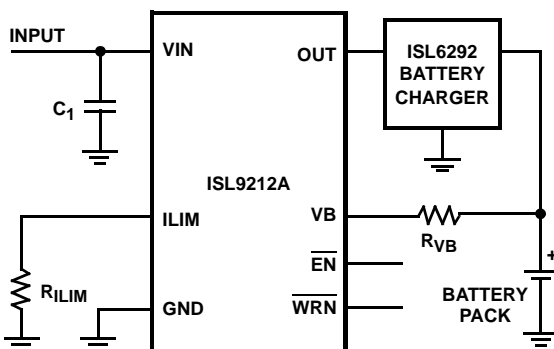 INPUT
VIN
OUT
ISL6292
BATTERY
CHARGER
C1
ISL9212A
ILIM
VB
RVB
EN
RILIM
GND
WRN
+
BATTERY
PACK